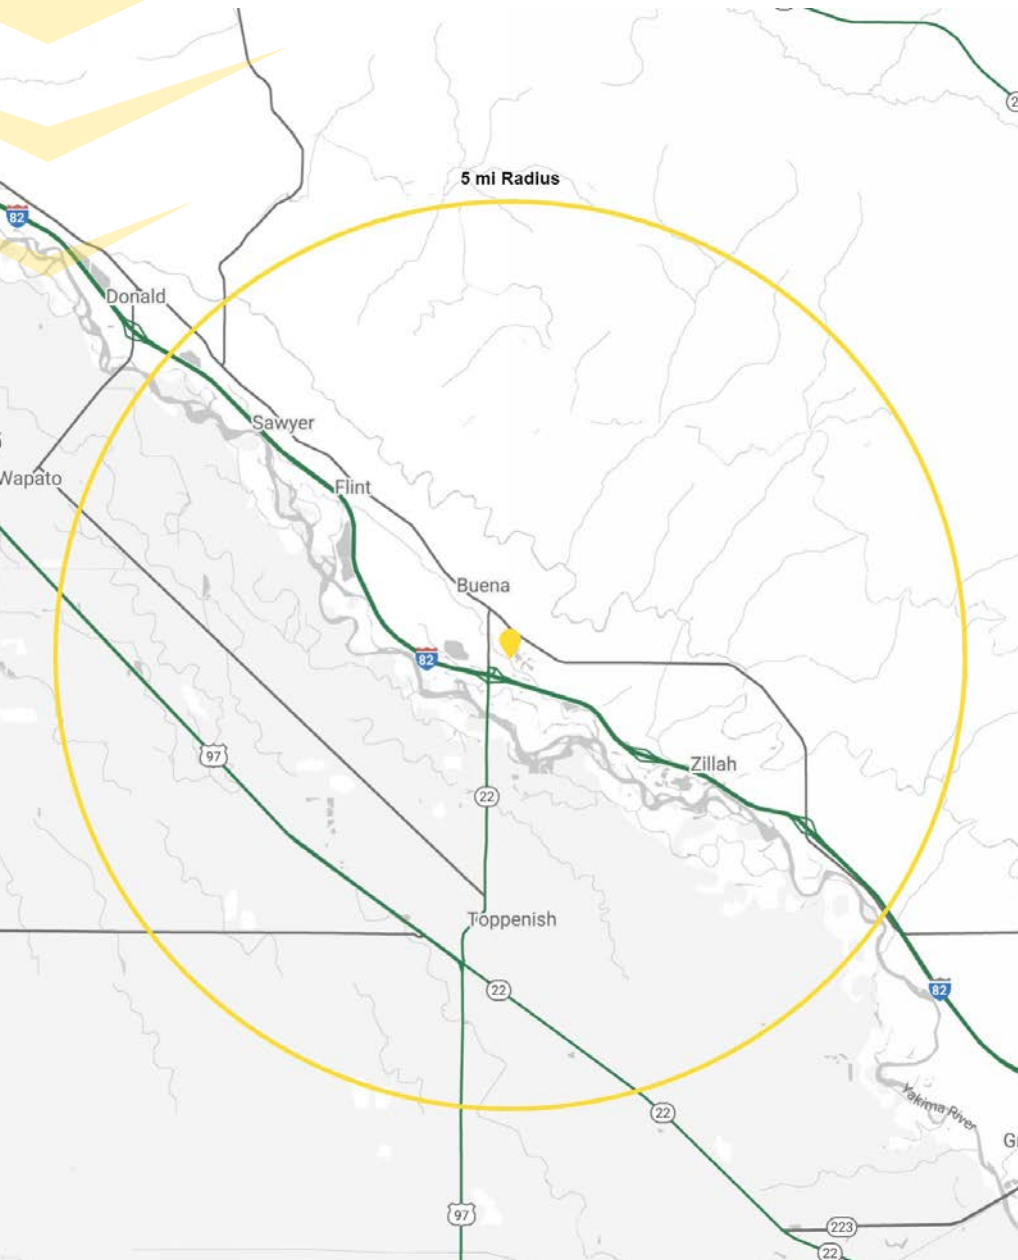 2
5 mi Radius
82
Donald
Sawyer
Wapato
Flint
Buena
82
97
Zillah
22
Toppenish
22
82
Yakima River
22
G
97
223
22